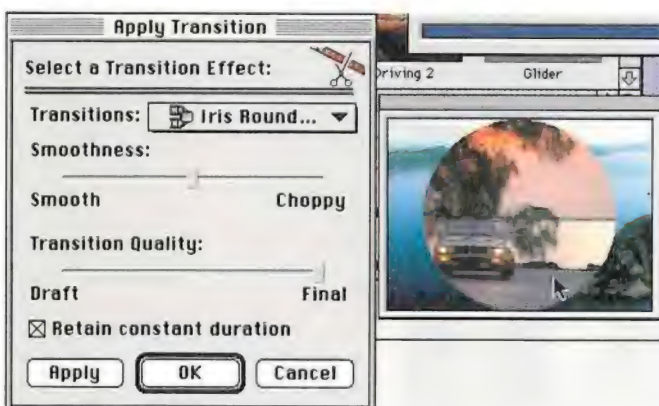 Apply Transition
Select a Transition Effect:
Transitions: Iris Round... ▼
Smoothness:
Smooth Choppy
Transition Quality:
Draft Final
Retain constant duration
Apply OK Cancel
riving 2 Glider